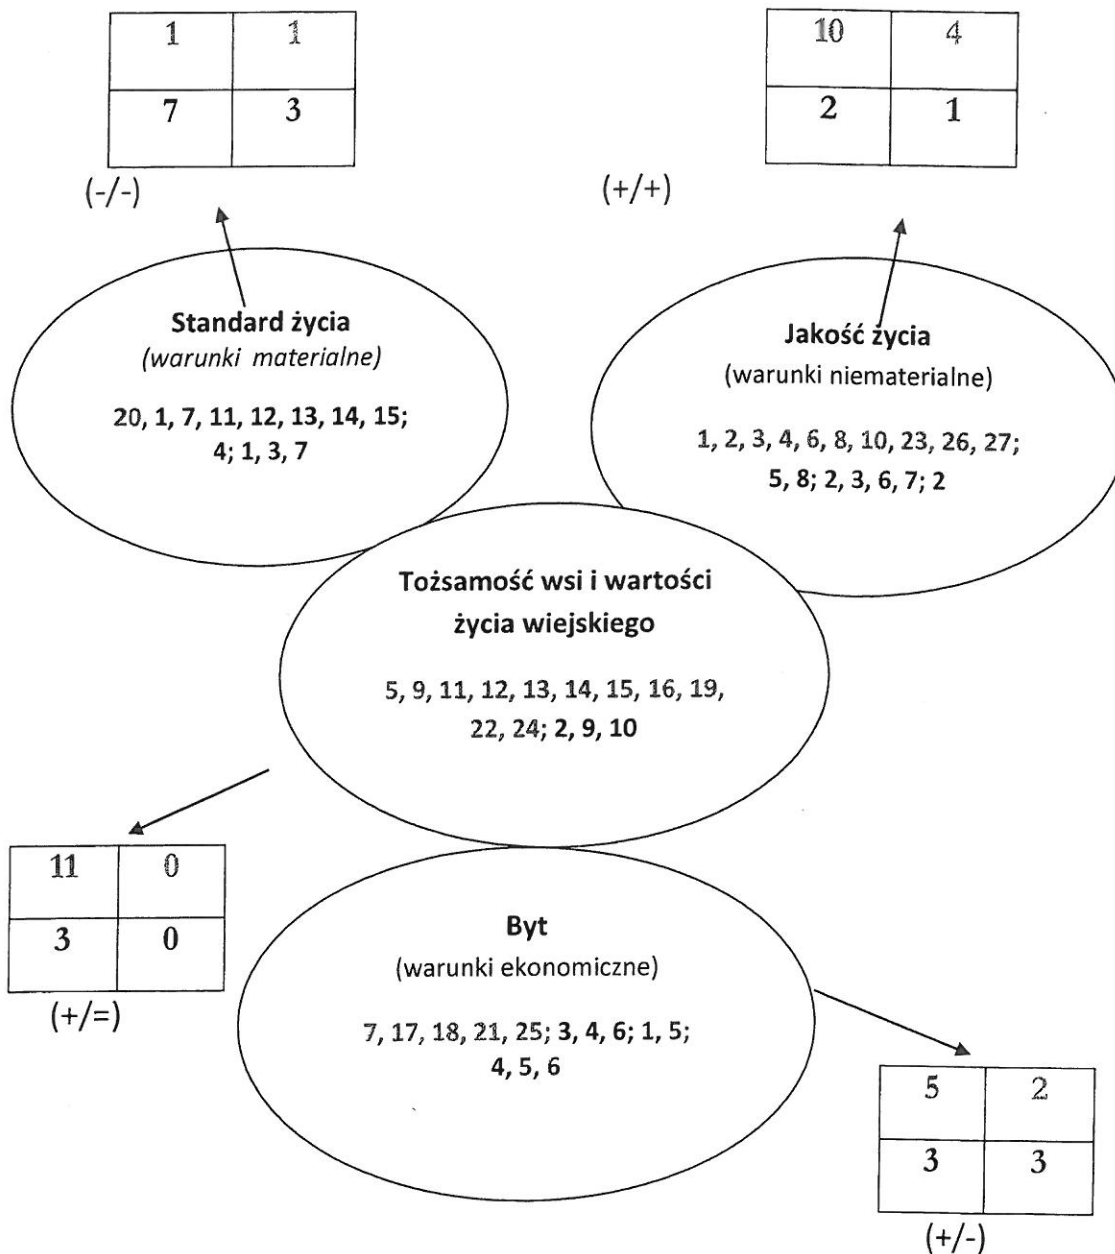 1 1
7 3
(-/-)
10 4
2 1
(+/+)
Standard życia
(warunki materialne)
20, 1, 7, 11, 12, 13, 14, 15;
4; 1, 3, 7
Jakość życia
(warunki niematerialne)
1, 2, 3, 4, 6, 8, 10, 23, 26, 27;
5, 8; 2, 3, 6, 7; 2
Tożsamość wsi i wartości
życia wiejskiego
5, 9, 11, 12, 13, 14, 15, 16, 19,
22, 24; 2, 9, 10
11 0
3 0
(+/=)
Byt
(warunki ekonomiczne)
7, 17, 18, 21, 25; 3, 4, 6; 1, 5;
4, 5, 6
5 2
3 3
(+/-)